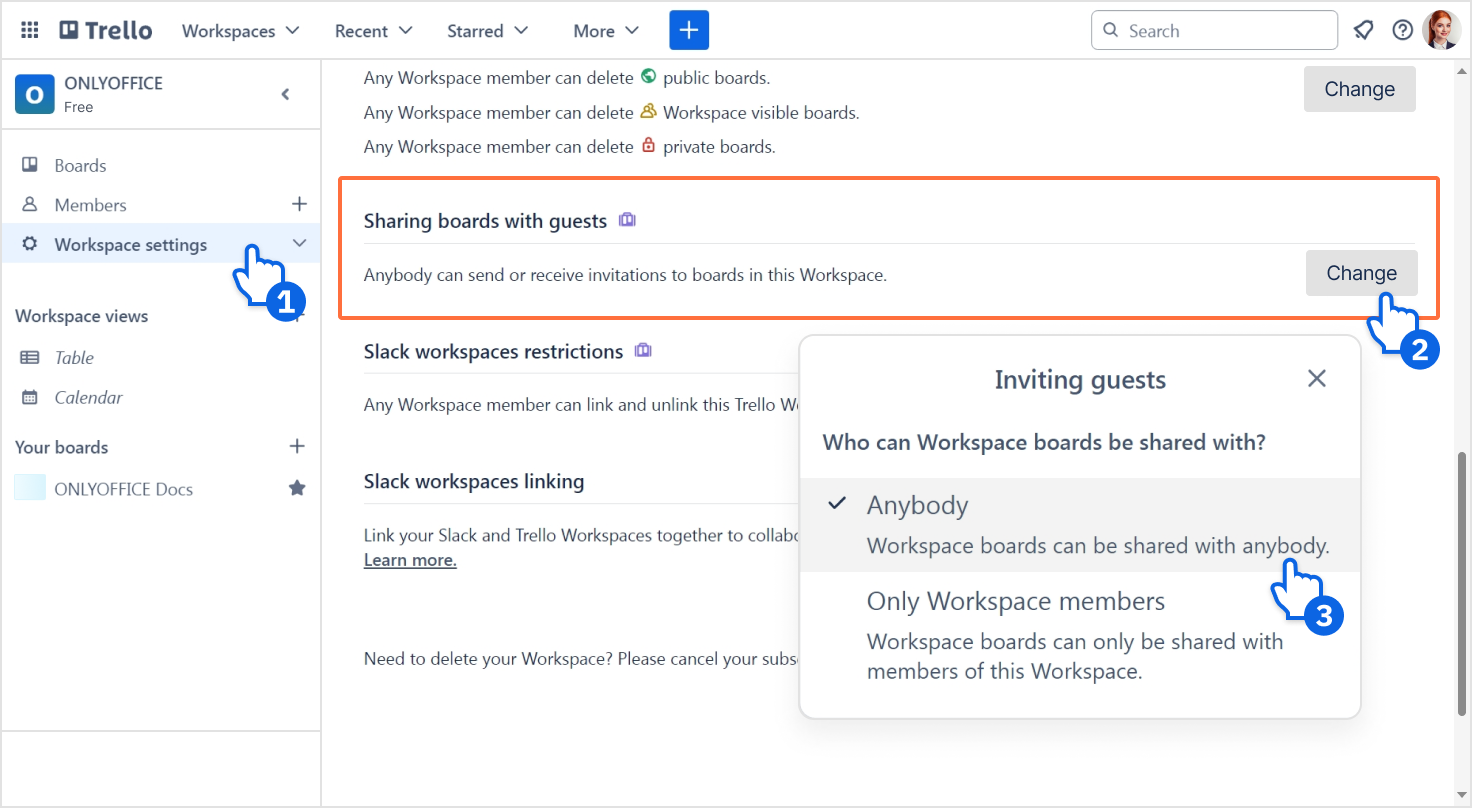 Trello Workspaces Recent Starred More Search
O ONLYOFFICE
Free
Boards
Members
Workspace settings
1
Workspace views
Table
Calendar
Your boards
ONLYOFFICE Docs
Any Workspace member can delete public boards.
Change
Any Workspace member can delete Workspace visible boards.
Any Workspace member can delete private boards.
Sharing boards with guests
Anybody can send or receive invitations to boards in this Workspace.
Change
2
Slack workspaces restrictions
Any Workspace member can link and unlink this Trello
Slack workspaces linking
Link your Slack and Trello Workspaces together to
Learn more.
Need to delete your Workspace? Please cancel your
Inviting guests
Who can Workspace boards be shared with?
Anybody
Workspace boards can be shared with anybody.
3
Only Workspace members
Workspace boards can only be shared with
members of this Workspace.